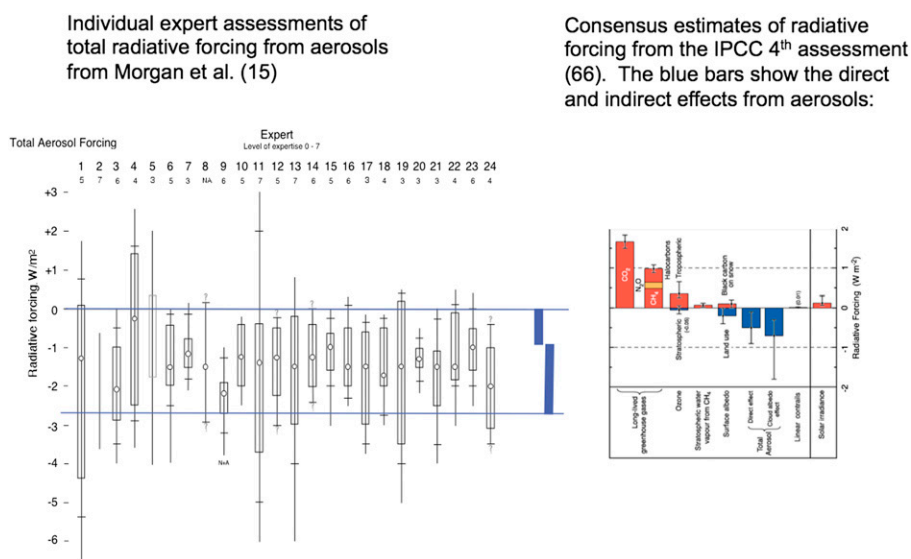 Individual expert assessments of
total radiative forcing from aerosols
from Morgan et al. (15)
Consensus estimates of radiative
forcing from the IPCC 4th assessment
(66). The blue bars show the direct
and indirect effects from aerosols:
Total Aerosol Forcing
Expert
Level of expertise 0 - 7
1 2 3 4 5 6 7 8 9 10 11 12 13 14 15 16 17 18 19 20 21 22 23 24
5 7 6 4 3 5 3 NA 6 5 7 5 7 6 5 6 3 4 3 3 3 4 6 4
Radiative forcing, W/m2
+3
+2
+1
0
-1
-2
-3
-4
-5
-6
? ? ? ?
? ? ? ? ?
N=A
CO2
N2O
CH4
Halocarbons
Tropospheric
Stratospheric
(-0.05)
Black carbon
on snow
Land use
(0.01)
2
1
0
-1
-2
Radiative Forcing (W m-2)
Long-lived
greenhouse gases
Ozone
Stratospheric water
vapour from CH4
Surface albedo
Total
Aerosol
Direct effect
Cloud albedo
effect
Linear contrails
Solar irradiance